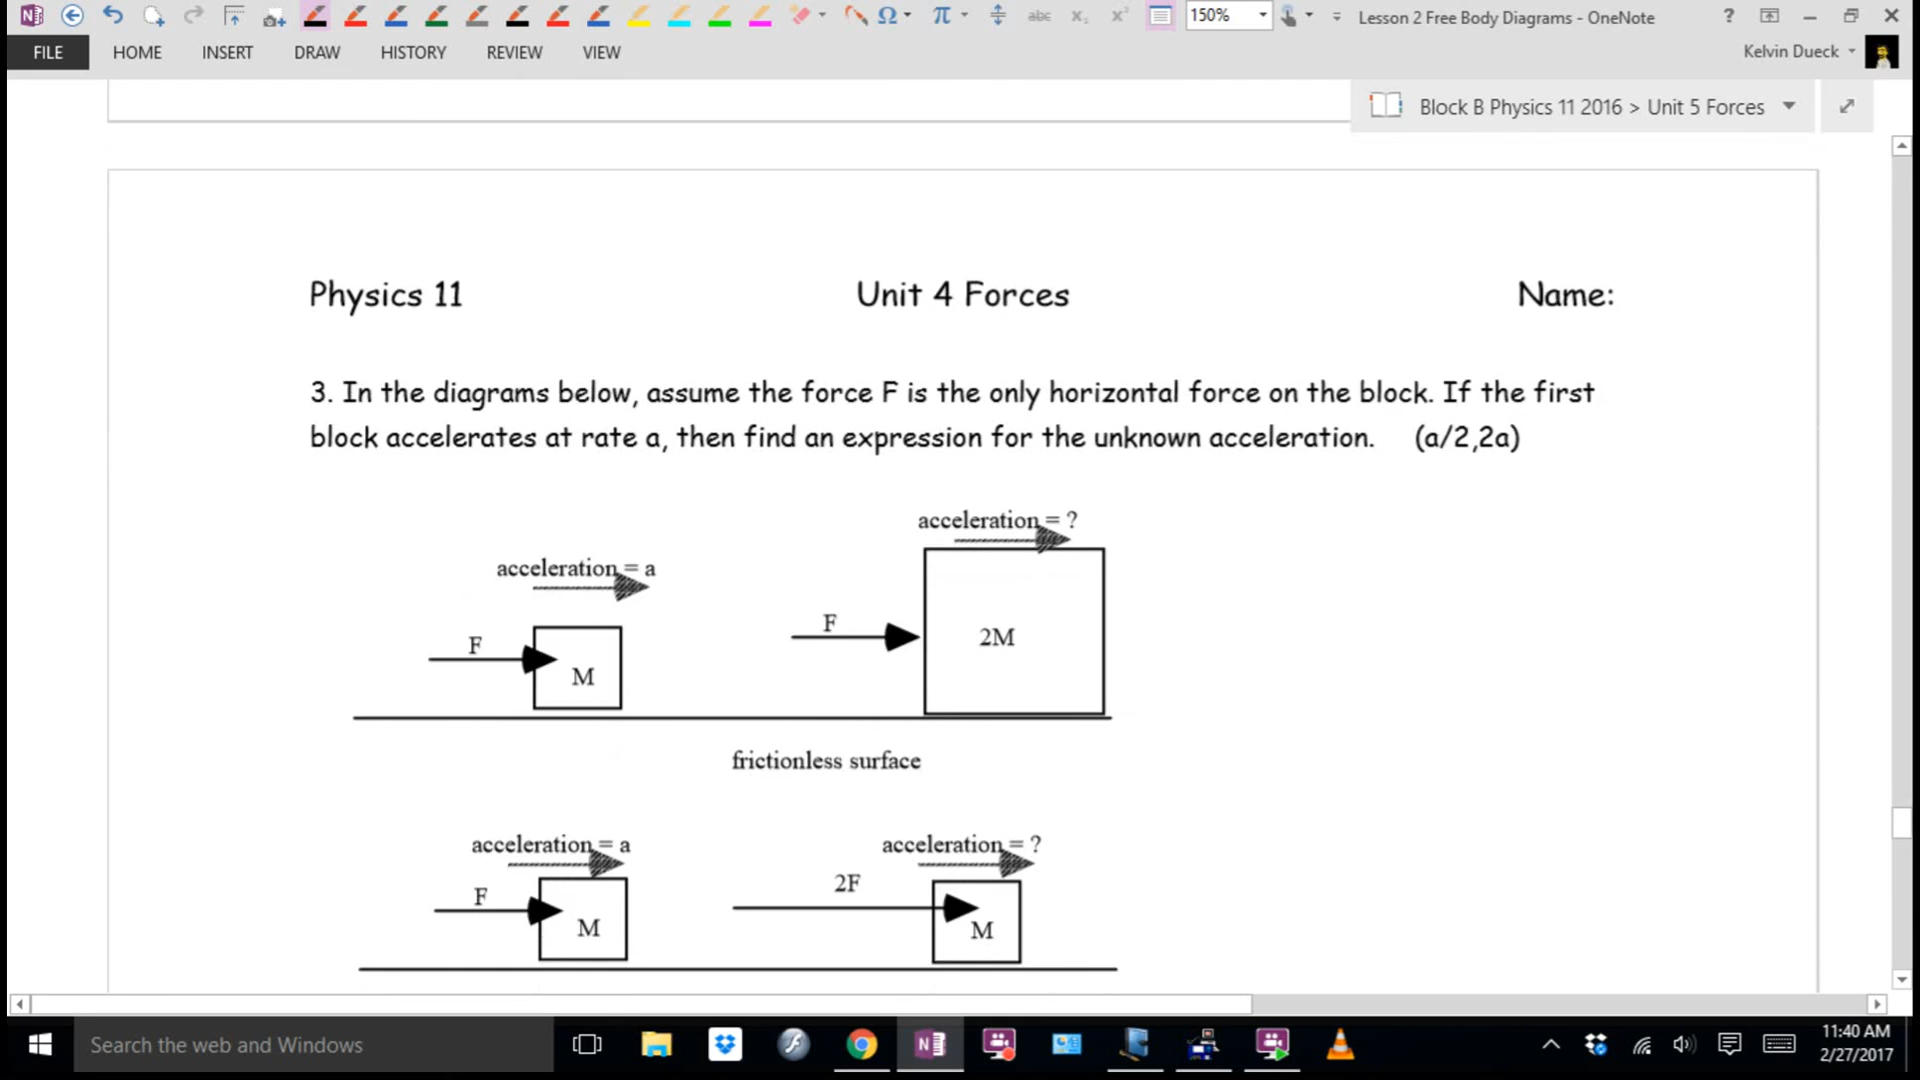 150%
Lesson 2 Free Body Diagrams - OneNote
FILE HOME INSERT DRAW HISTORY REVIEW VIEW
Kelvin Dueck
Block B Physics 11 2016 > Unit 5 Forces
Physics 11 Unit 4 Forces Name:
3. In the diagrams below, assume the force F is the only horizontal force on the block. If the first
block accelerates at rate a, then find an expression for the unknown acceleration. (a/2,2a)
acceleration = ?
acceleration = a
F
F
2M
M
frictionless surface
acceleration = a
acceleration = ?
F
2F
M
M
Search the web and Windows
11:40 AM
2/27/2017